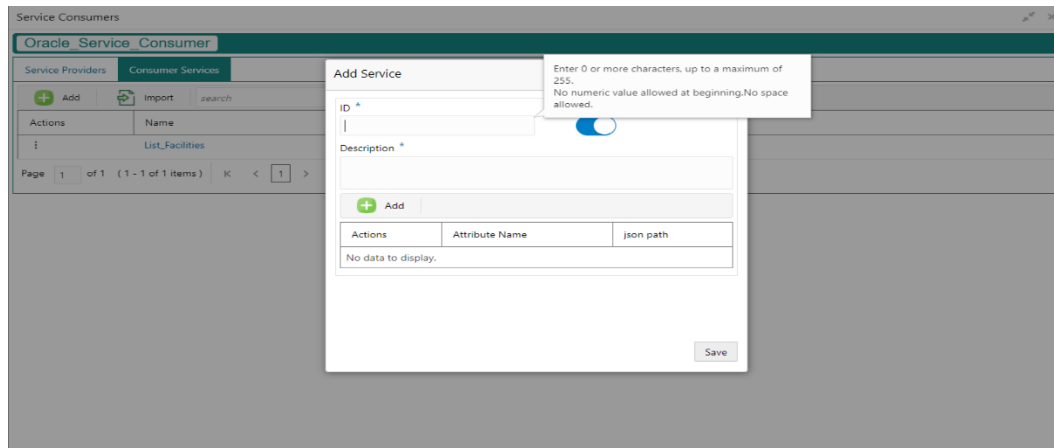 Service Consumers
Oracle_Service_Consumer
Service Providers Consumer Services
Add Import search
Actions Name
List_Facilities
Page 1 of 1 (1 - 1 of 1 items) K < 1 >
Add Service
Enter 0 or more characters, up to a maximum of
255.
No numeric value allowed at beginning.No space
allowed.
ID *
Description *
Add
Actions Attribute Name json path
No data to display.
Save